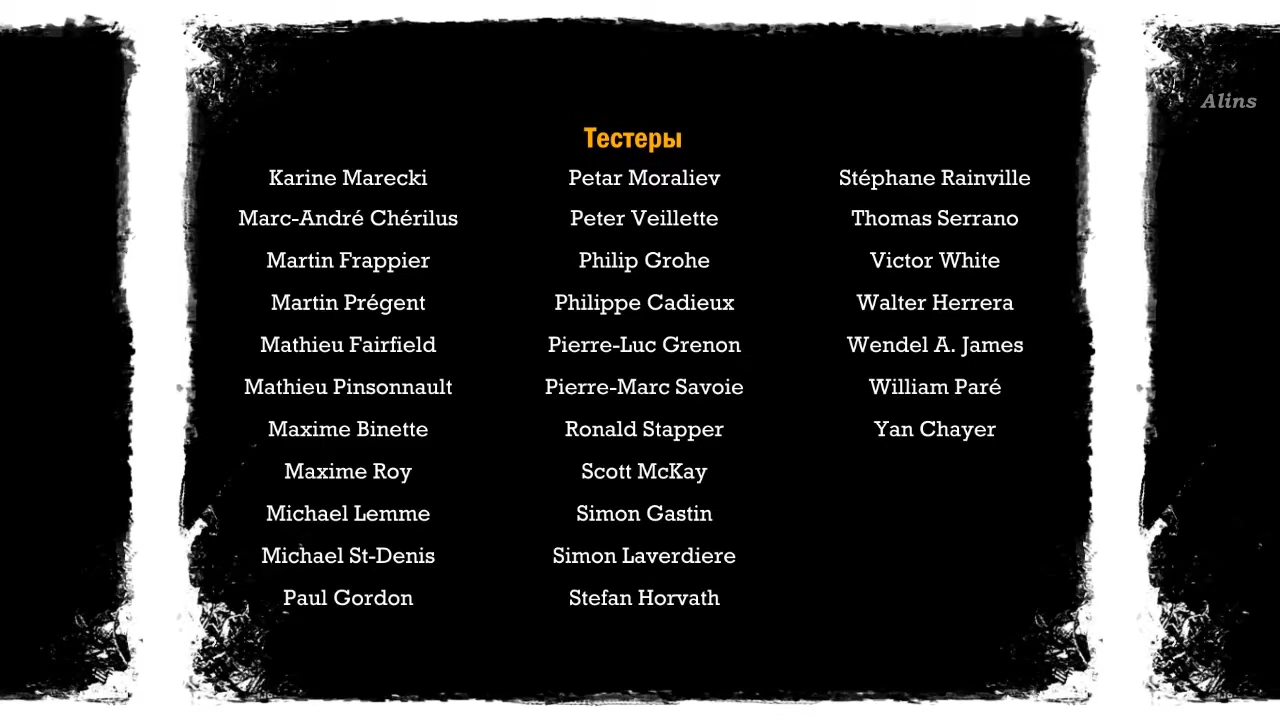 Alins
Тестеры
Karine Marecki
Marc-André Chérilus
Martin Frappier
Martin Prégent
Mathieu Fairfield
Mathieu Pinsonnault
Maxime Binette
Maxime Roy
Michael Lemme
Michael St-Denis
Paul Gordon
Petar Moraliev
Peter Veillette
Philip Grohe
Philippe Cadieux
Pierre-Luc Grenon
Pierre-Marc Savoie
Ronald Stapper
Scott McKay
Simon Gastin
Simon Laverdiere
Stefan Horvath
Stéphane Rainville
Thomas Serrano
Victor White
Walter Herrera
Wendel A. James
William Paré
Yan Chayer